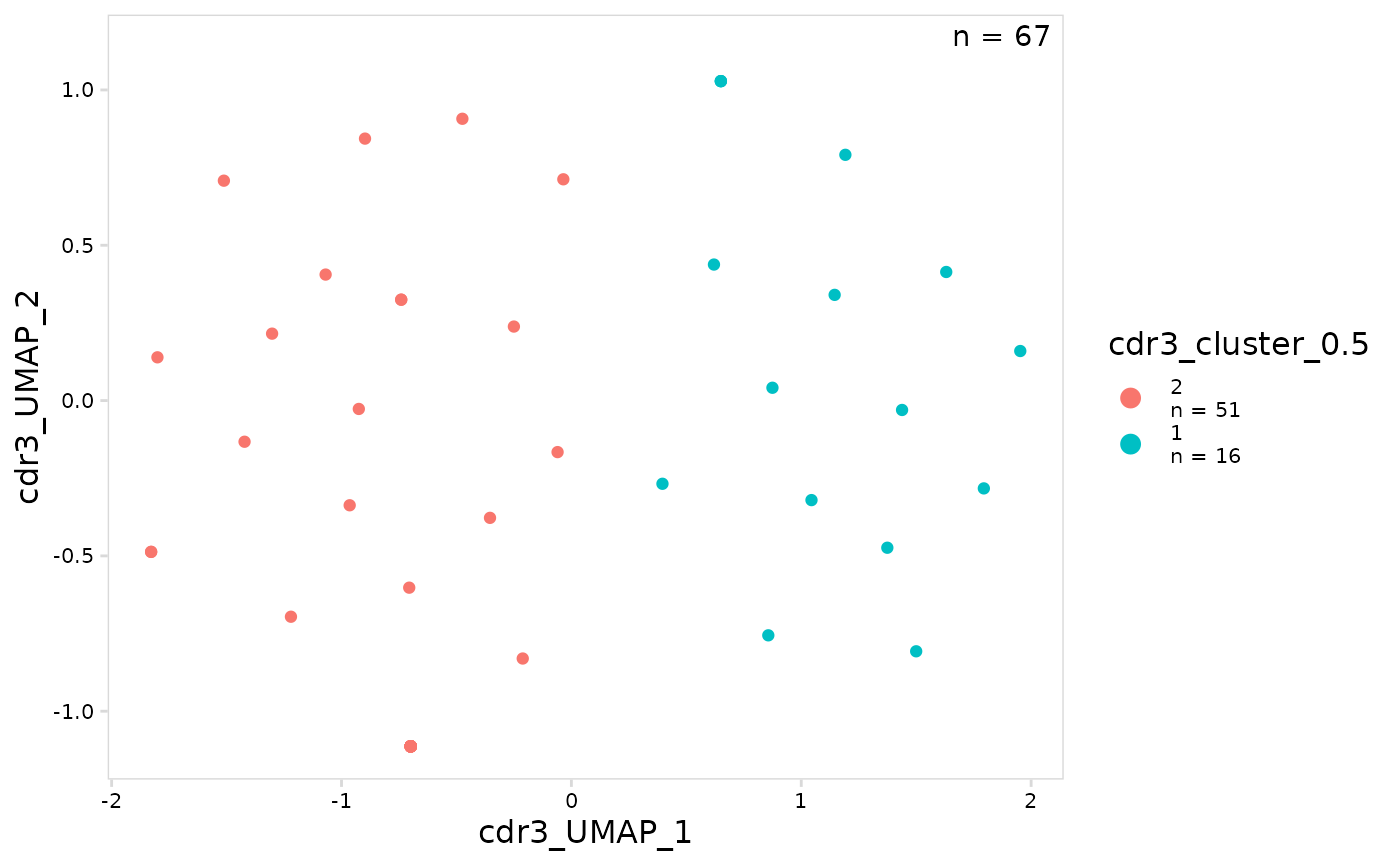 n = 67
1.0
0.5
0.0
-0.5
-1.0
cdr3_UMAP_2
-2
-1
0
1
2
cdr3_UMAP_1
cdr3_cluster_0.5
2
n = 51
1
n = 16